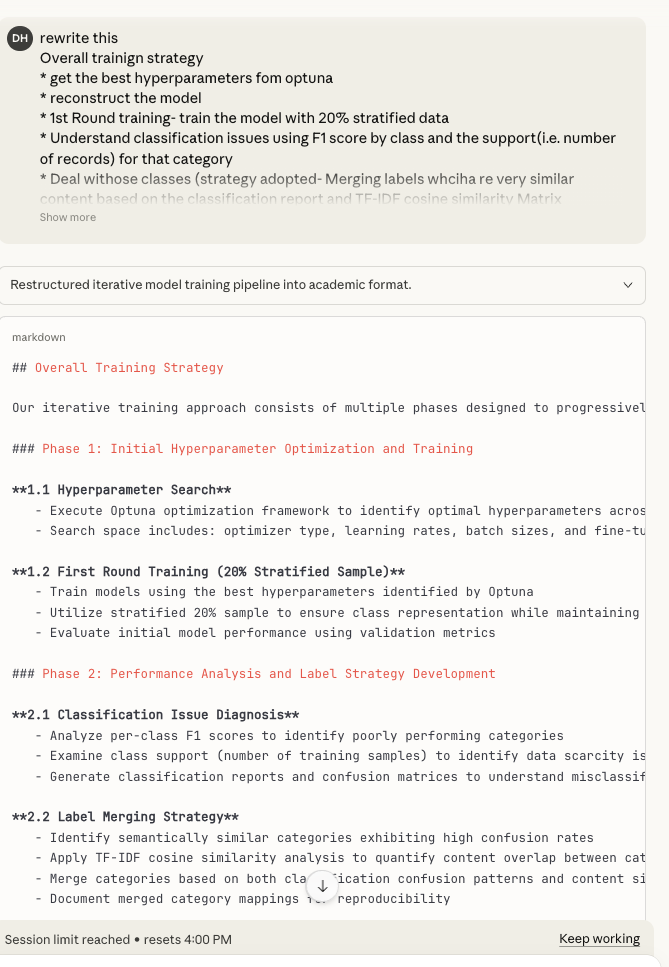 DH
rewrite this
Overall trainign strategy
* get the best hyperparameters fom optuna
* reconstruct the model
* 1st Round training- train the model with 20% stratified data
* Understand classification issues using F1 score by class and the support(i.e. number
of records) for that category
* Deal withose classes (strategy adopted- Merging labels whciha re very similar
content based on the classification report and TF-IDF cosine similarity Matrix
Show more
Restructured iterative model training pipeline into academic format.
markdown
## Overall Training Strategy
Our iterative training approach consists of multiple phases designed to progressivel
### Phase 1: Initial Hyperparameter Optimization and Training
**1.1 Hyperparameter Search**
- Execute Optuna optimization framework to identify optimal hyperparameters acros
- Search space includes: optimizer type, learning rates, batch sizes, and fine-tu
**1.2 First Round Training (20% Stratified Sample)**
- Train models using the best hyperparameters identified by Optuna
- Utilize stratified 20% sample to ensure class representation while maintaining
- Evaluate initial model performance using validation metrics
### Phase 2: Performance Analysis and Label Strategy Development
**2.1 Classification Issue Diagnosis**
- Analyze per-class F1 scores to identify poorly performing categories
- Examine class support (number of training samples) to identify data scarcity is
- Generate classification reports and confusion matrices to understand misclassif
**2.2 Label Merging Strategy**
- Identify semantically similar categories exhibiting high confusion rates
- Apply TF-IDF cosine similarity analysis to quantify content overlap between cat
- Merge categories based on both cla fication confusion patterns and content si
- Document merged category mappings reproducibility
Session limit reached • resets 4:00 PM
Keep working